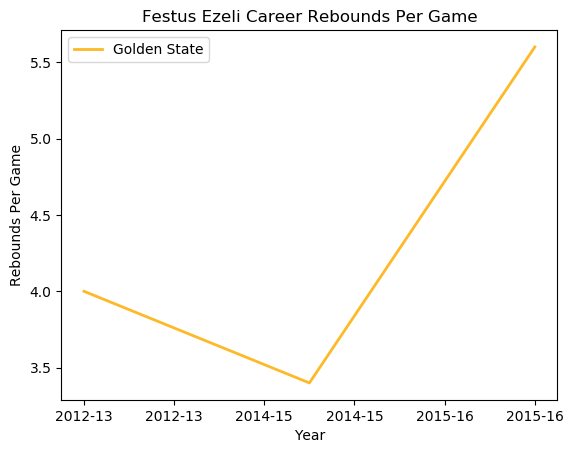 Festus Ezeli Career Rebounds Per Game
Golden State
5.5
5.0
4.5
4.0
3.5
Rebounds Per Game
2012-13 2012-13 2014-15 2014-15 2015-16 2015-16
Year